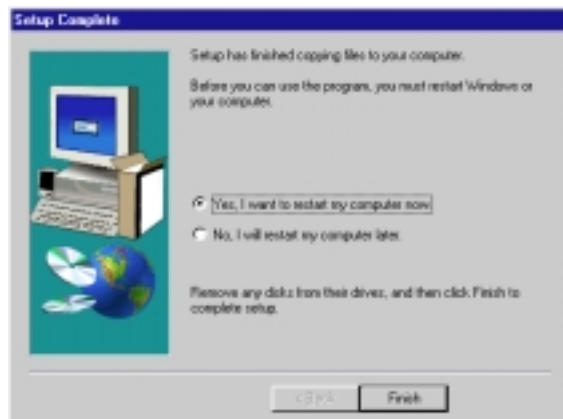 Setup Complete
Setup has finished copying files to your computer.
Before you can use the program, you must restart Windows or
your computer.
Yes, I want to restart my computer now.
No, I will restart my computer later.
Remove any disks from their drives, and then click Finish to
complete setup.
< Back
Finish